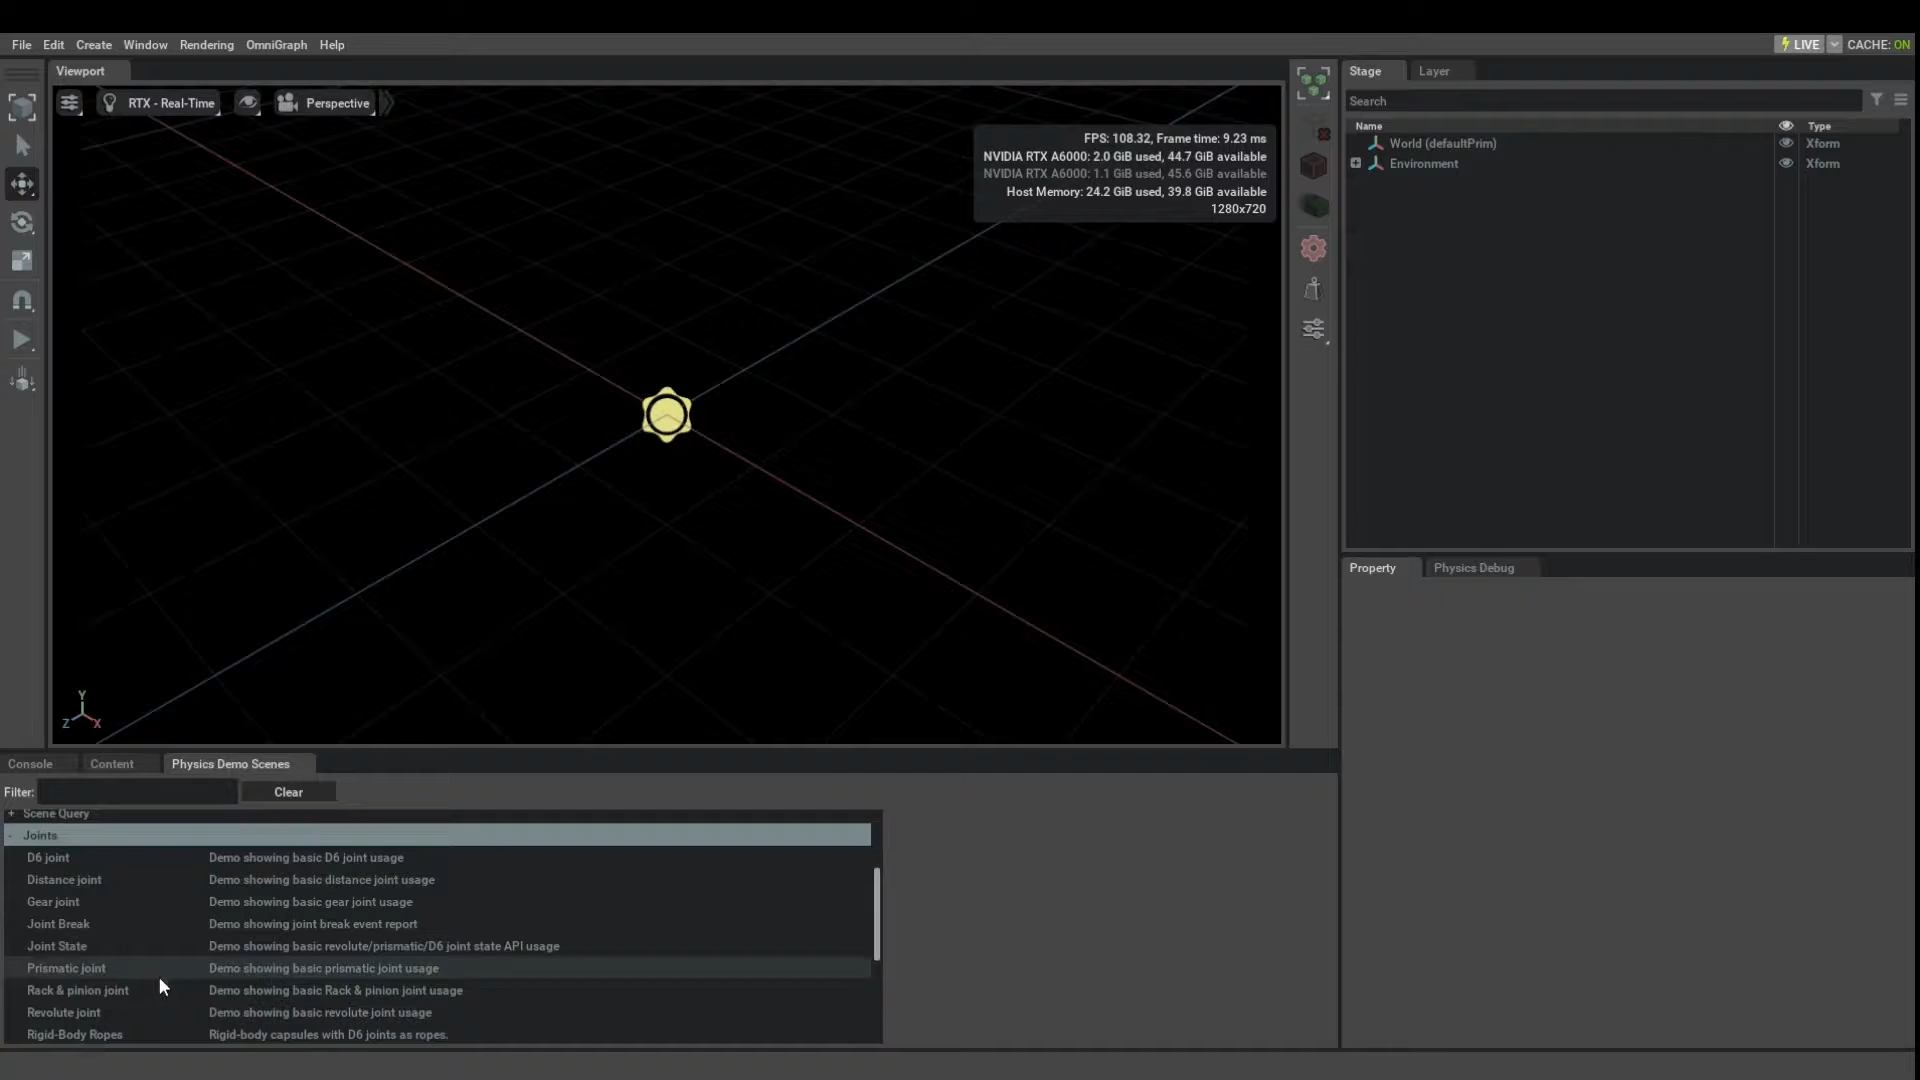 File Edit Create Window Rendering OmniGraph Help
LIVE CACHE: ON
Viewport
RTX - Real-Time Perspective
FPS: 108.32, Frame time: 9.23 ms
NVIDIA RTX A6000: 2.0 GiB used, 44.7 GiB available
NVIDIA RTX A6000: 1.1 GiB used, 45.6 GiB available
Host Memory: 24.2 GiB used, 39.8 GiB available
1280x720
Y
Z X
Stage Layer
Search
Name Type
World (defaultPrim) Xform
Environment Xform
Property Physics Debug
Console Content Physics Demo Scenes
Filter: Clear
+ Scene Query
- Joints
D6 joint Demo showing basic D6 joint usage
Distance joint Demo showing basic distance joint usage
Gear joint Demo showing basic gear joint usage
Joint Break Demo showing joint break event report
Joint State Demo showing basic revolute/prismatic/D6 joint state API usage
Prismatic joint Demo showing basic prismatic joint usage
Rack & pinion joint Demo showing basic Rack & pinion joint usage
Revolute joint Demo showing basic revolute joint usage
Rigid-Body Ropes Rigid-body capsules with D6 joints as ropes.